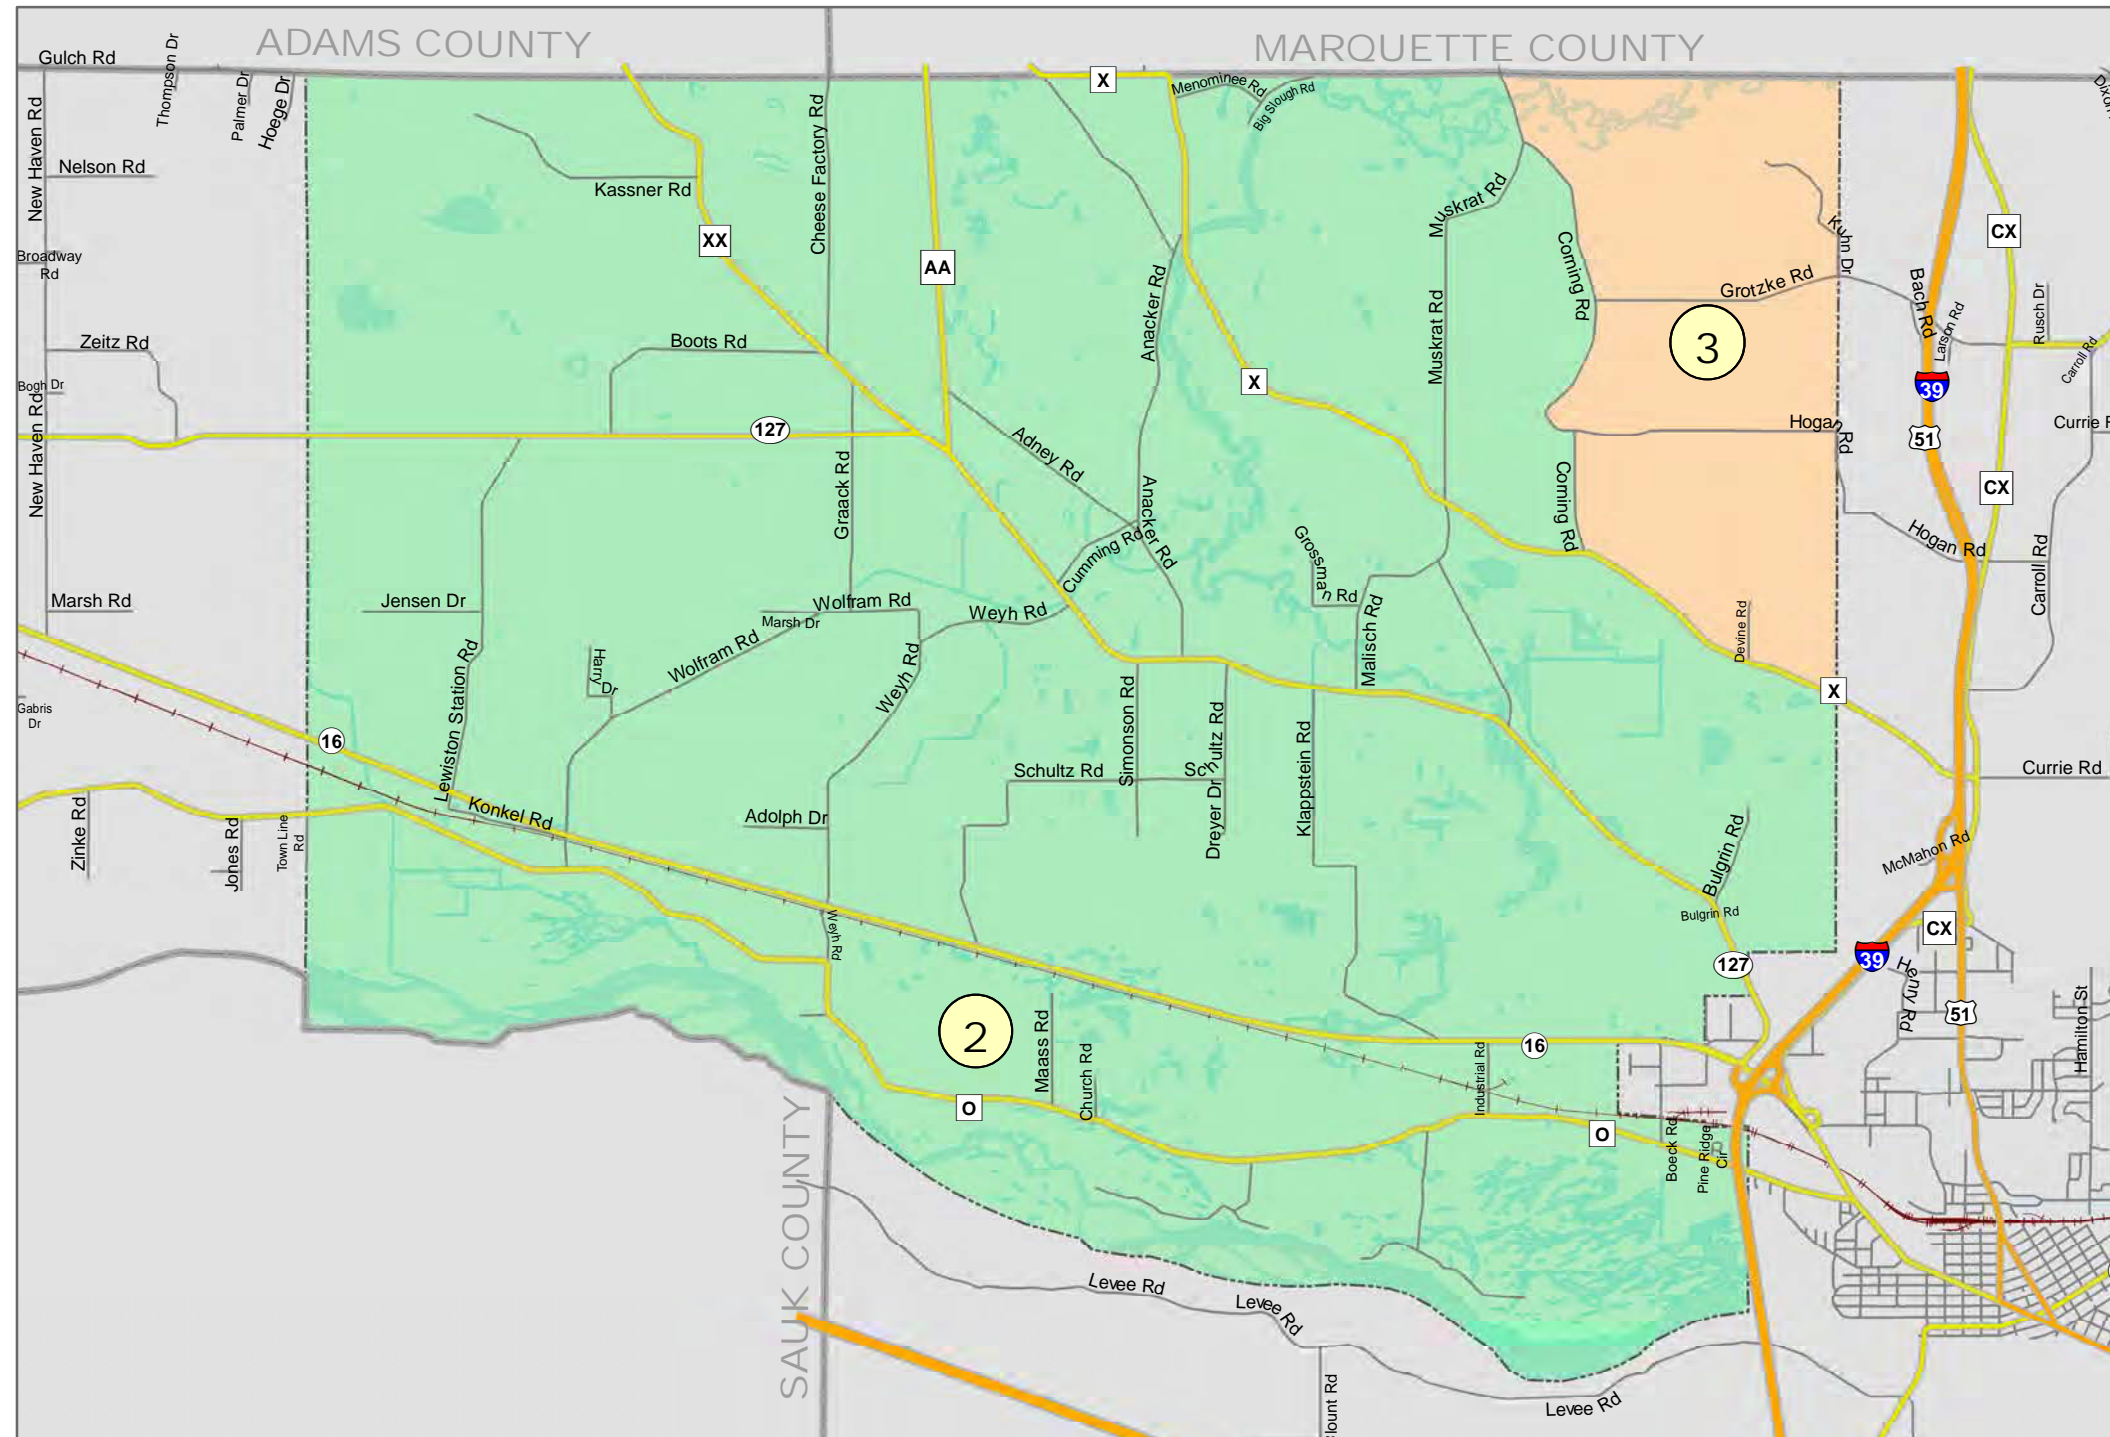 ADAMS COUNTY
MARQUETTE COUNTY
Gulch Rd
Thompson Dr
Palmer Dr
Hoege Dr
New Haven Rd
Nelson Rd
Broadway
Rd
Zeitz Rd
Bogh Dr
New Haven Rd
Marsh Rd
Gabris
Dr
Zinke Rd
Jones Rd
Town Line
Rd
X
Menominee Rd
Big Slough Rd
Kassner Rd
Cheese Factory Rd
XX
AA
Muskrat Rd
Corning Rd
Kuhn Dr
Grotzke Rd
3
Bach Rd
Larson Rd
CX
Rusch Dr
Carroll Rd
39
51
Currie R
CX
Boots Rd
Anacker Rd
Muskrat Rd
X
127
Hogan Rd
Adney Rd
Graack Rd
Anacker Rd
Corning Rd
Cumming Rd
Grossman Rd
Hogan Rd
Carroll Rd
Jensen Dr
Wolfram Rd
Marsh Dr
Weyh Rd
Malisch Rd
Devine Rd
Wolfram Rd
Harry Dr
Weyh Rd
Lewiston Station Rd
X
16
Simonson Rd
Schultz Rd
Schultz Rd
Dreyer Dr
Klappstein Rd
Currie Rd
Konkel Rd
Adolph Dr
Bulgrin Rd
Bulgrin Rd
McMahon Rd
Weyh Rd
CX
127
39
Henry Rd
51
Hamilton St
2
Maass Rd
Church Rd
16
Industrial Rd
O
O
Boeck Rd
Pine Ridge
Cir
SAUK COUNTY
Levee Rd
Levee Rd
Levee Rd
lount Rd